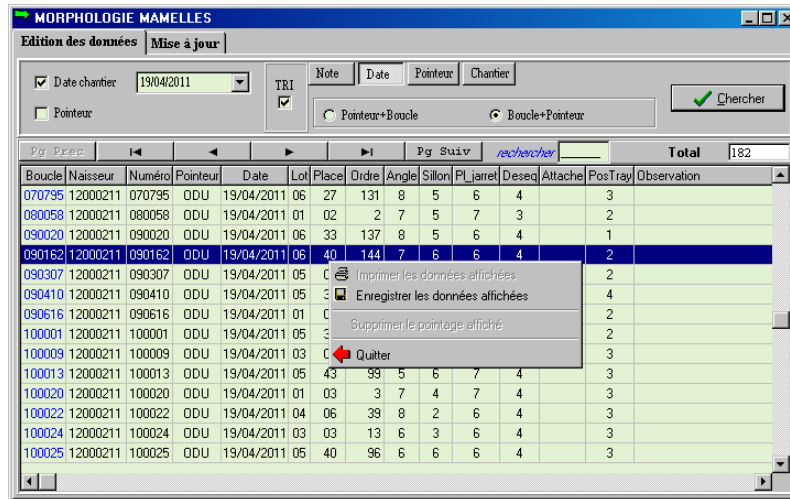 MORPHOLOGIE MAMELLES
Edition des données Mise à jour
Date chantier 19/04/2011 TRI Note Date Pointeur Chantier
Pointeur Pointeur+Boucle Boucle+Pointeur Chercher
Pg Prec Pg Suiv rechercher Total 182
Boucle Naisseur Numéro Pointeur Date Lot Place Ordre Angle Sillon Pl_jarret Deseq Attache PosTray Observation
070795 12000211 070795 ODU 19/04/2011 06 27 131 8 5 6 4 3
080058 12000211 080058 ODU 19/04/2011 01 02 2 7 5 7 3 2
090020 12000211 090020 ODU 19/04/2011 06 33 137 8 5 6 4 1
090162 12000211 090162 ODU 19/04/2011 06 40 144 7 6 6 4 2
090307 12000211 090307 ODU 19/04/2011 05 Imprimer les données affichées 2
090410 12000211 090410 ODU 19/04/2011 05 Enregistrer les données affichées 4
090616 12000211 090616 ODU 19/04/2011 01 2
Supprimer le pointage affiché
100001 12000211 100001 ODU 19/04/2011 05 2
100009 12000211 100009 ODU 19/04/2011 03 Quitter 3
100013 12000211 100013 ODU 19/04/2011 05 43 99 5 6 7 4 3
100020 12000211 100020 ODU 19/04/2011 01 03 3 7 4 7 4 3
100022 12000211 100022 ODU 19/04/2011 04 06 39 8 2 6 4 3
100024 12000211 100024 ODU 19/04/2011 03 03 13 6 3 6 4 3
100025 12000211 100025 ODU 19/04/2011 05 40 96 6 6 6 4 3